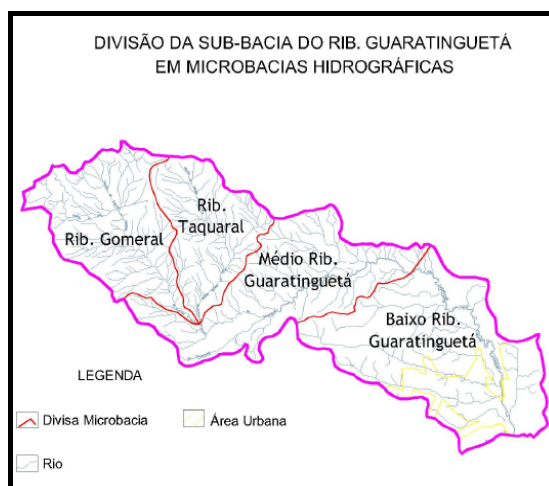 DIVISÃO DA SUB-BACIA DO RIB. GUARATINGUETÁ
EM MICROBACIAS HIDROGRÁFICAS
Rib.
Taquaral
Rib. Gomeral
Médio Rib.
Guaratinguetá
Baixo Rib.
Guaratinguetá
LEGENDA
Divisa Microbacia
Área Urbana
Rio